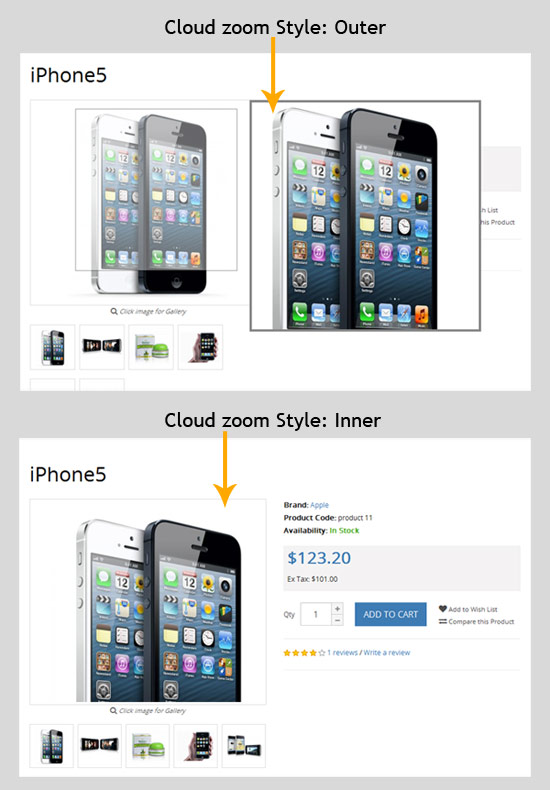 Cloud zoom Style: Outer
iPhone5
sh List
this Product
Click image for Gallery
Cloud zoom Style: Inner
iPhone5
Brand: Apple
Product Code: product 11
Availability: In Stock
$123.20
Ex Tax: $101.00
Qty 1 + − ADD TO CART
Add to Wish List
Compare this Product
1 reviews / Write a review
Click image for Gallery